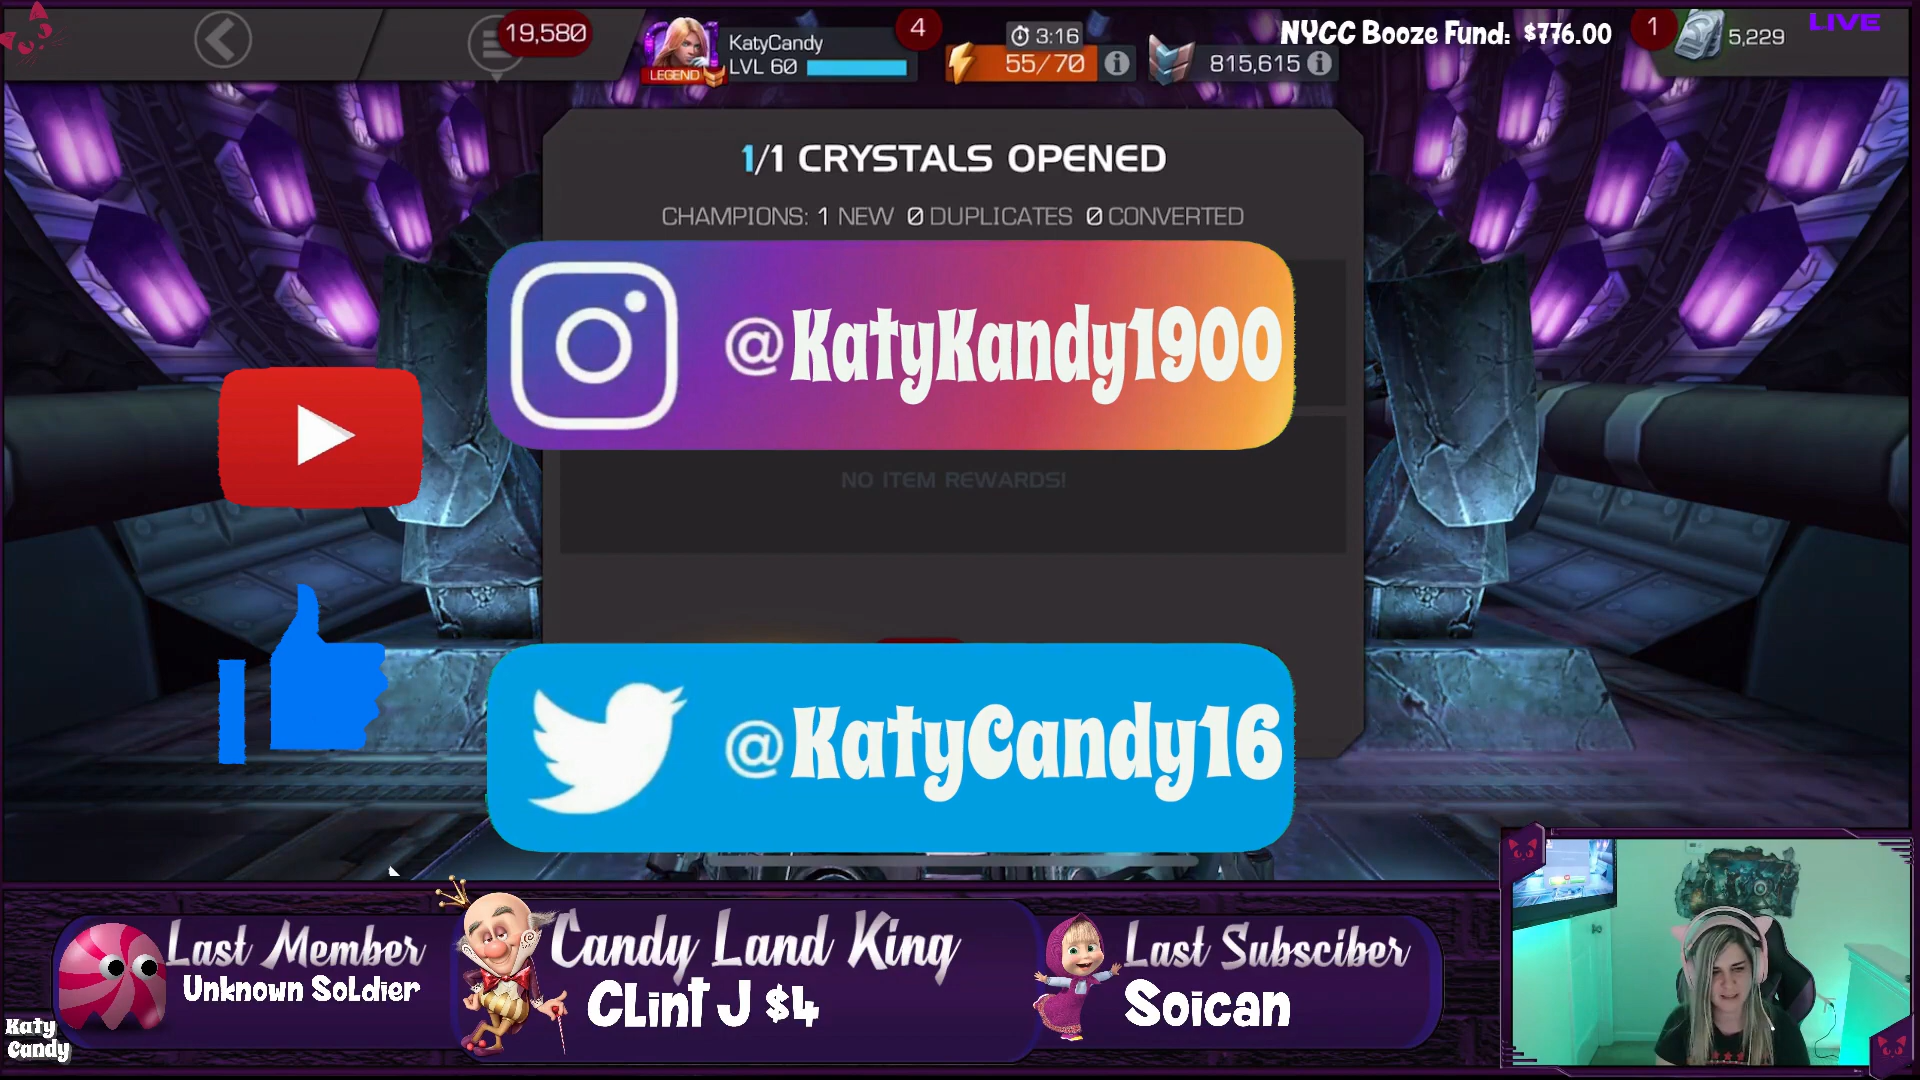 19,580
KatyCandy
LEGEND
LVL 60
4
3:16
55/70
815,615
NYCC Booze Fund: $776.00
1
5,229
LIVE
1/1 CRYSTALS OPENED
CHAMPIONS: 1 NEW 0 DUPLICATES 0 CONVERTED
@KatyKandy1900
NO ITEM REWARDS!
@KatyCandy16
Last Member
Unknown Soldier
Candy Land King
Clint J $4
Last Subsciber
Soican
Katy
Candy